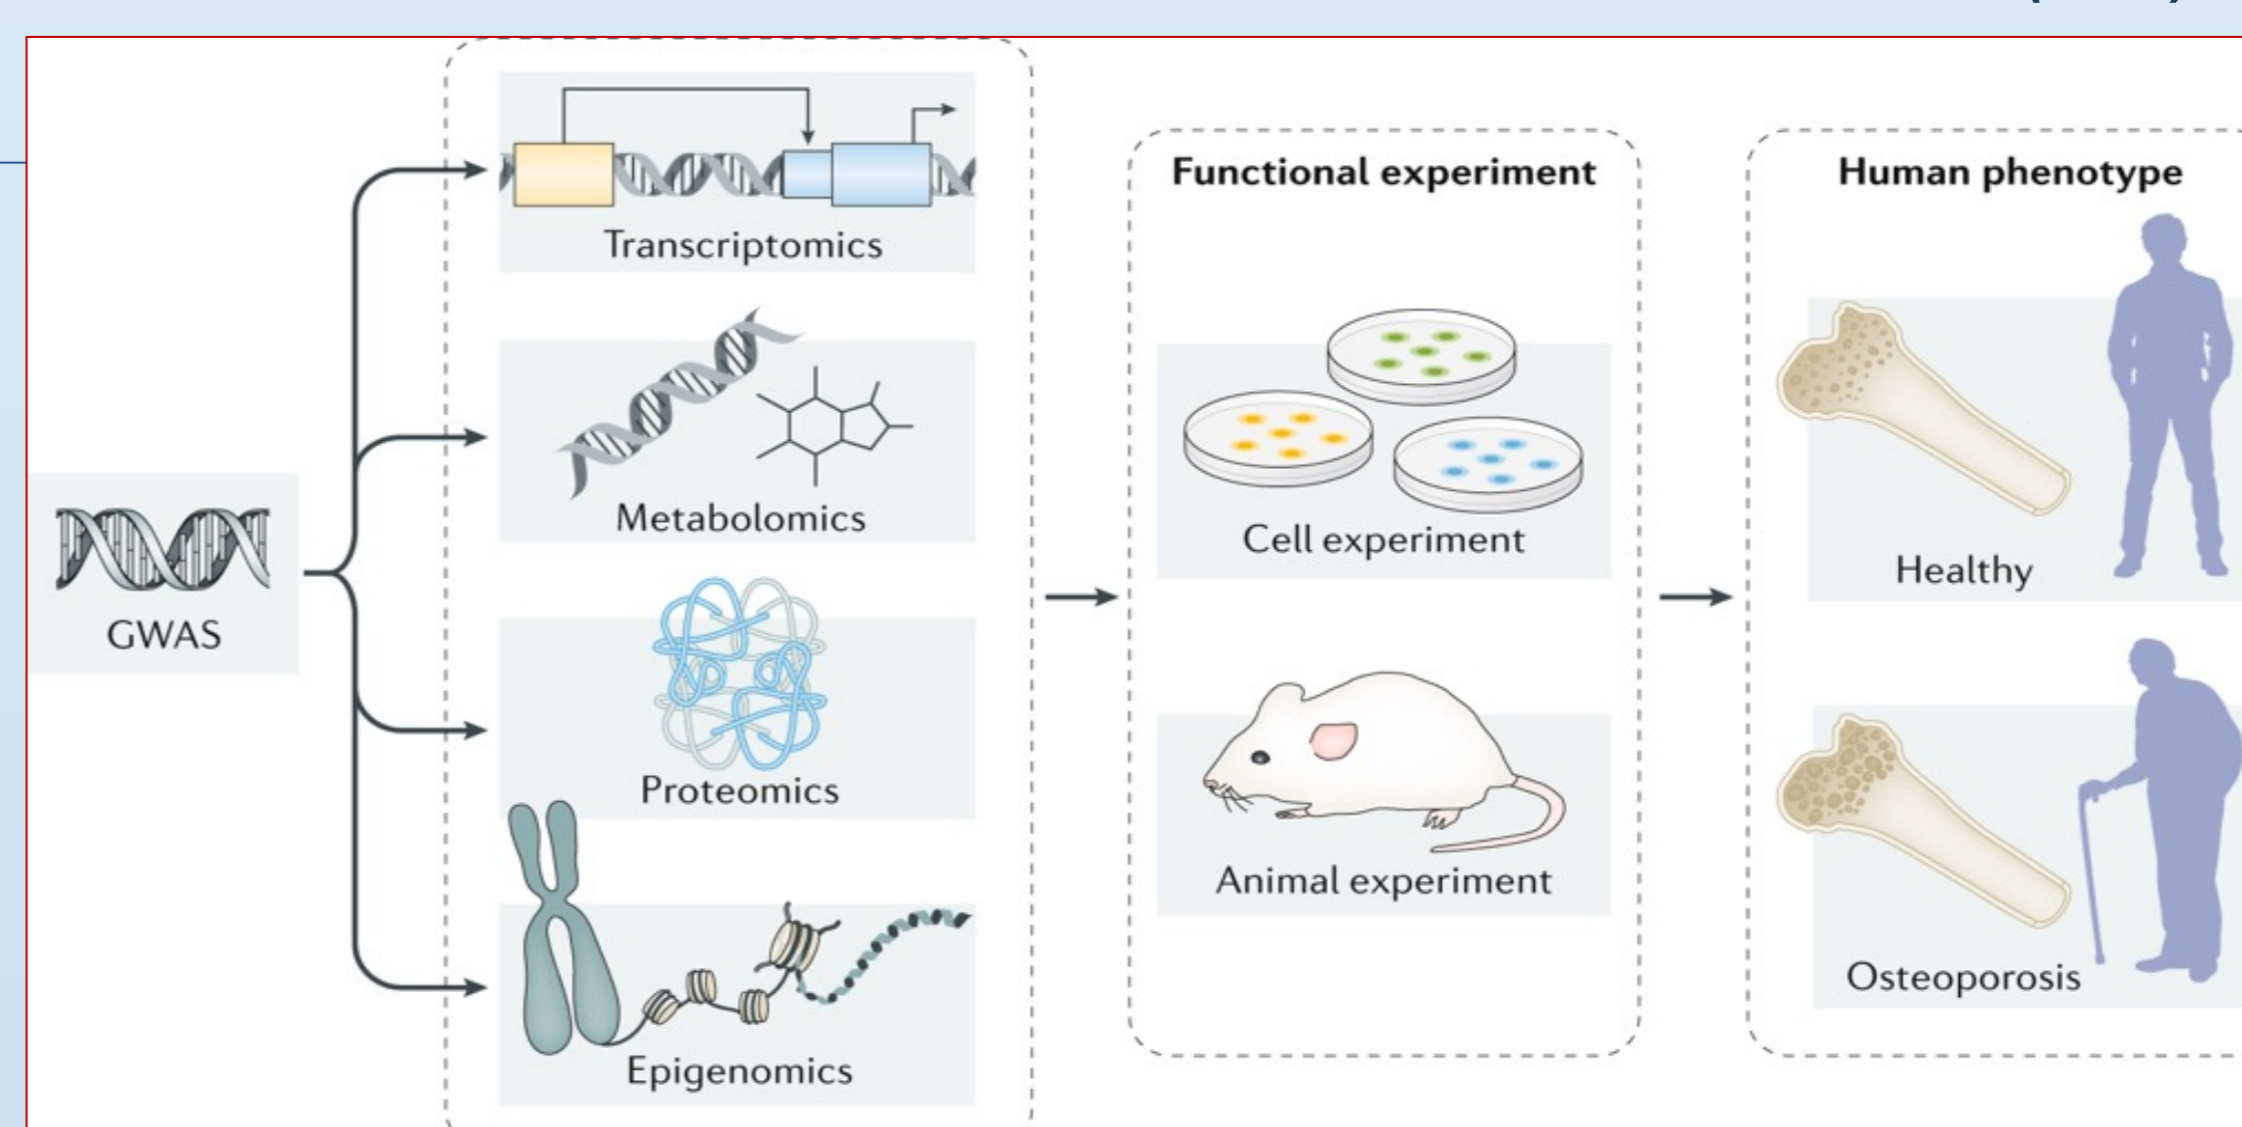 GWAS
Transcriptomics
Metabolomics
Proteomics
Epigenomics
Functional experiment
Cell experiment
Animal experiment
Human phenotype
Healthy
Osteoporosis